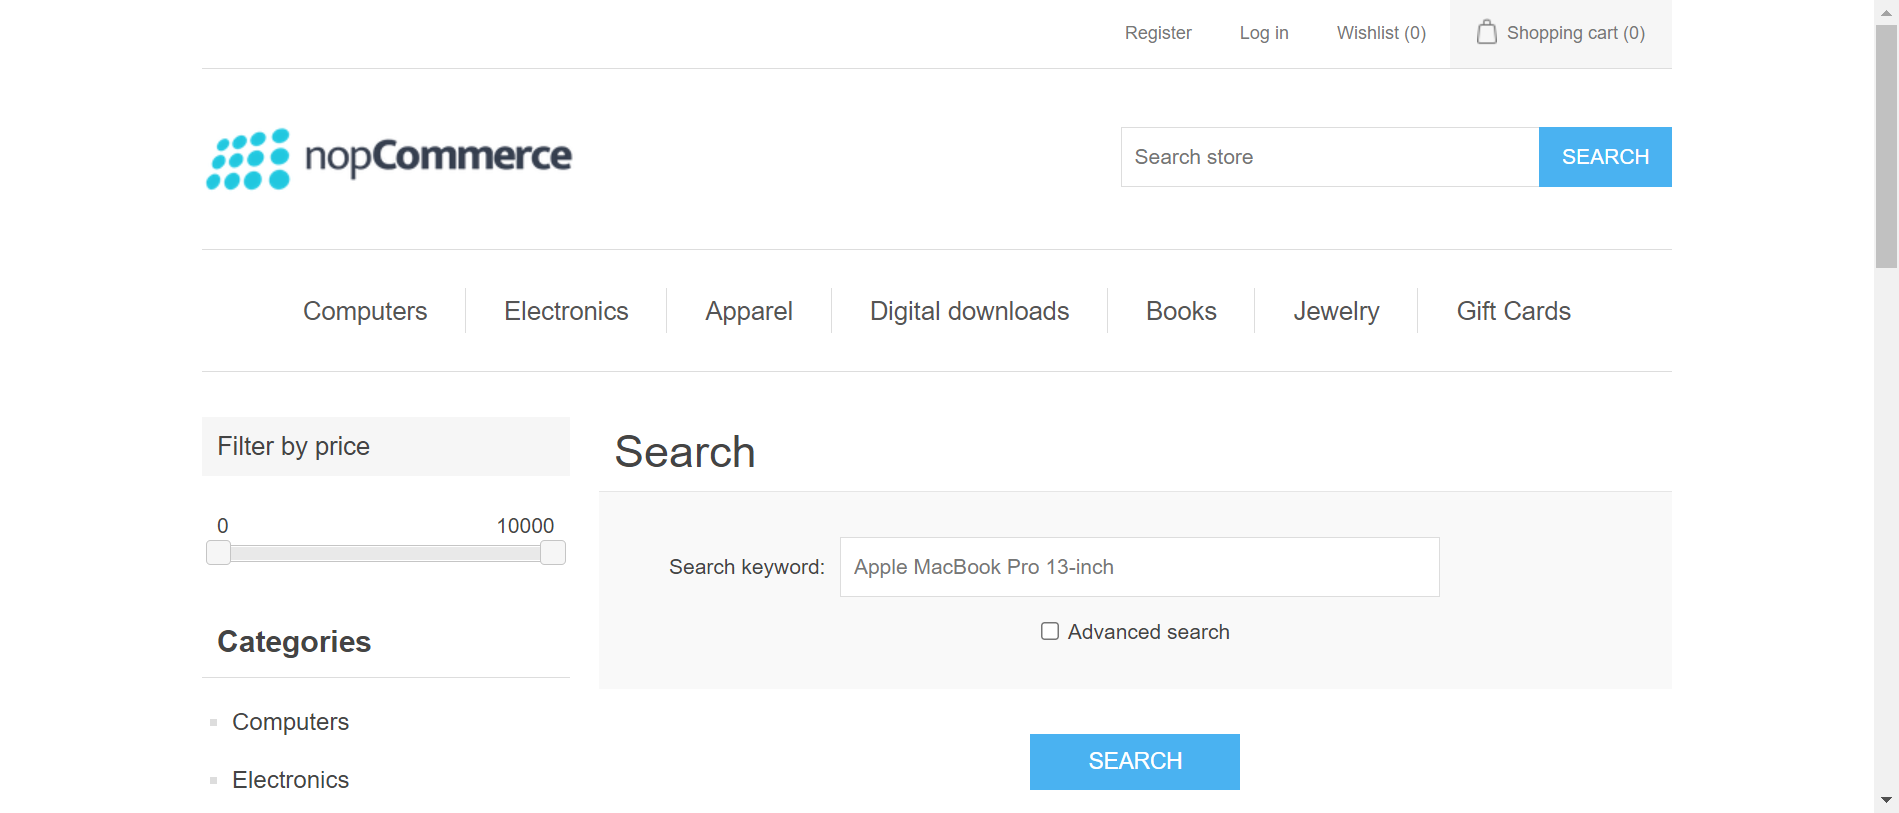 Register Log in Wishlist (0) Shopping cart (0)
nopCommerce
Search store SEARCH
Computers Electronics Apparel Digital downloads Books Jewelry Gift Cards
Filter by price
0 10000
Categories
Computers
Electronics
Search
Search keyword: Apple MacBook Pro 13-inch
Advanced search
SEARCH